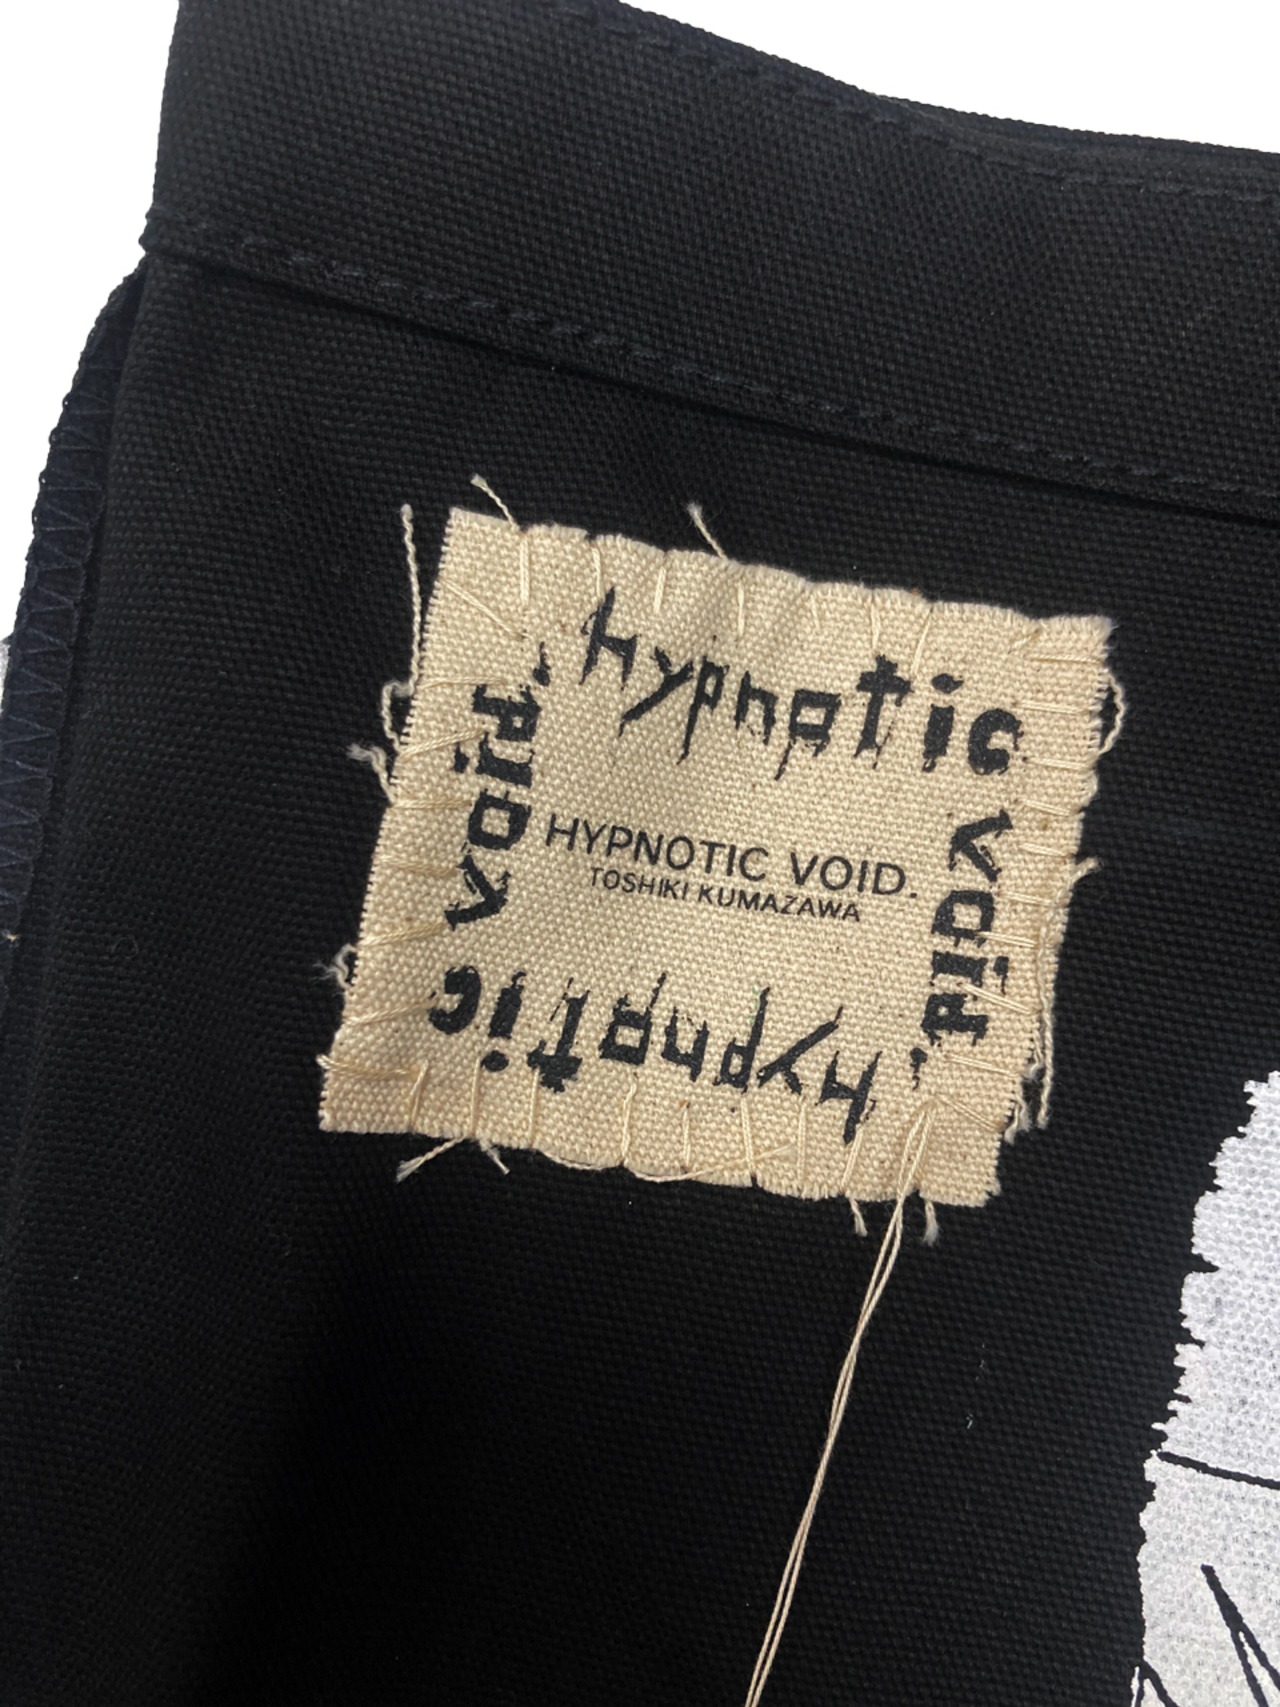 hypnotic
void.
HYPNOTIC VOID.
TOSHIKI KUMAZAWA
void.
hypnotic